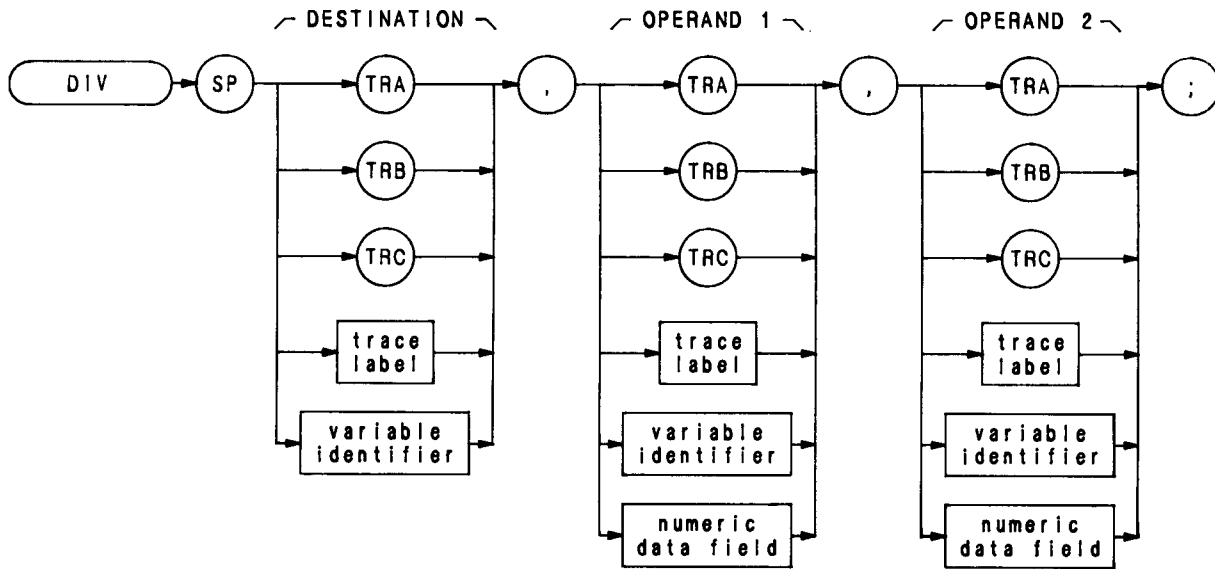 DESTINATION
OPERAND 1
OPERAND 2
DIV
SP
TRA
,
TRA
,
TRA
;
TRB
TRB
TRB
TRC
TRC
TRC
trace
label
trace
label
trace
label
variable
identifier
variable
identifier
variable
identifier
numeric
data field
numeric
data field